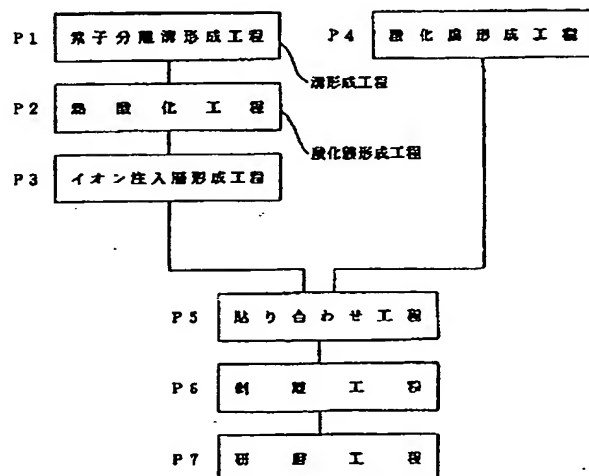 P1 素子分離溝形成工程
P4 酸化膜形成工程
溝形成工程
P2 熱酸化工程
酸化膜形成工程
P3 イオン注入層形成工程
P5 貼り合わせ工程
P6 剥離工程
P7 研磨工程